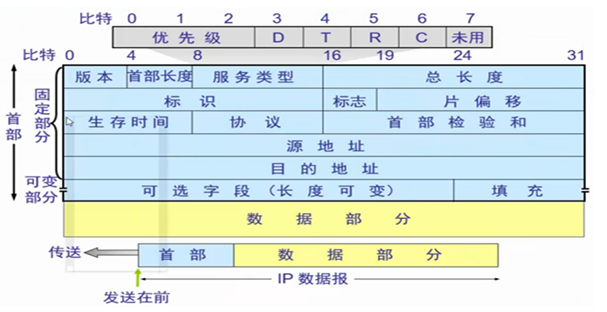 比特 0 1 2 3 4 5 6 7
优先级 D T R C 未用
比特 0 4 8 16 19 24 31
版本 首部长度 服务类型 总长度
标识 标志 片偏移
生存时间 协议 首部检验和
源地址
目的地址
可选字段（长度可变） 填充
首部
固定部分
可变部分
数据部分
传送 首部 数据部分
IP 数据报
发送在前